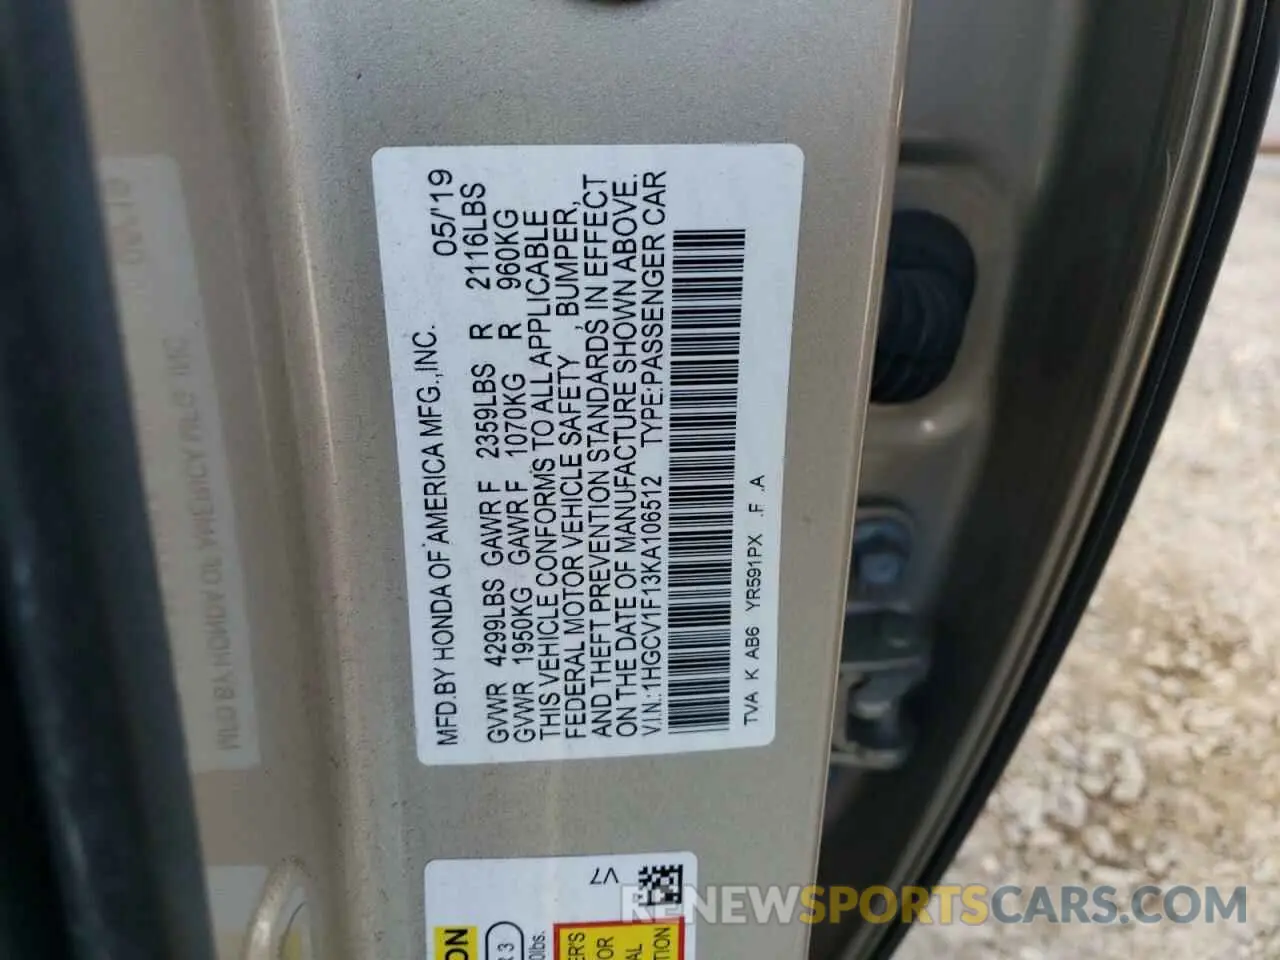 MFD.BY HONDA OF AMERICA MFG.,INC. 05/'19
GVWR 4299LBS GAWR F 2359LBS R 2116LBS
GVWR 1950KG GAWR F 1070KG R 960KG
THIS VEHICLE CONFORMS TO ALL APPLICABLE
FEDERAL MOTOR VEHICLE SAFETY , BUMPER,
AND THEFT PREVENTION STANDARDS IN EFFECT
ON THE DATE OF MANUFACTURE SHOWN ABOVE.
V.I.N.:1HGCV1F13KA106512 TYPE:PASSENGER CAR
TVA K AB6 YR591PX .F .A
V7
RENEWSPORTSCARS.COM